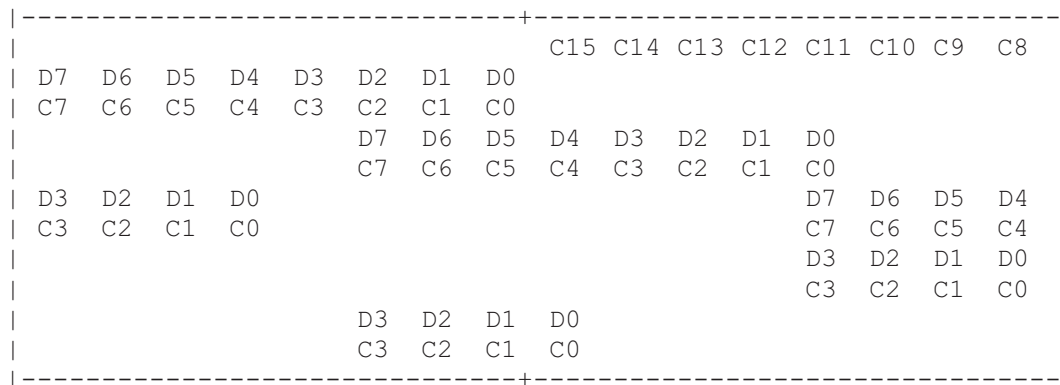 |-------------------------------+---------------------------------
|                                 C15 C14 C13 C12 C11 C10 C9  C8
| D7  D6  D5  D4  D3  D2  D1  D0
| C7  C6  C5  C4  C3  C2  C1  C0
|                     D7  D6  D5  D4  D3  D2  D1  D0
|                     C7  C6  C5  C4  C3  C2  C1  C0
| D3  D2  D1  D0                                  D7  D6  D5  D4
| C3  C2  C1  C0                                  C7  C6  C5  C4
|                                                 D3  D2  D1  D0
|                                                 C3  C2  C1  C0
|                     D3  D2  D1  D0
|                     C3  C2  C1  C0
|-------------------------------+---------------------------------